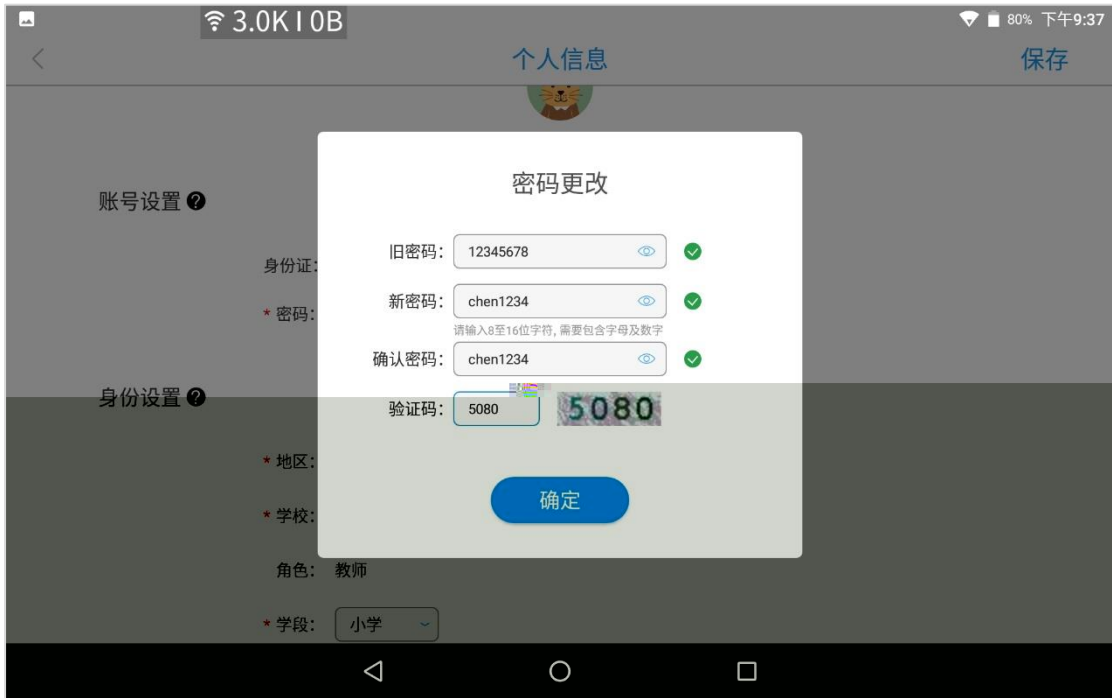 3.0K I 0B
80% 下午9:37
个人信息
保存
密码更改
账号设置 ?
旧密码： 12345678
身份证:
新密码： chen1234
* 密码：
请输入8至16位字符，需要包含字母及数字
确认密码： chen1234
身份设置 ?
验证码： 5080 5080
* 地区：
确定
* 学校：
角色： 教师
* 学段： 小学